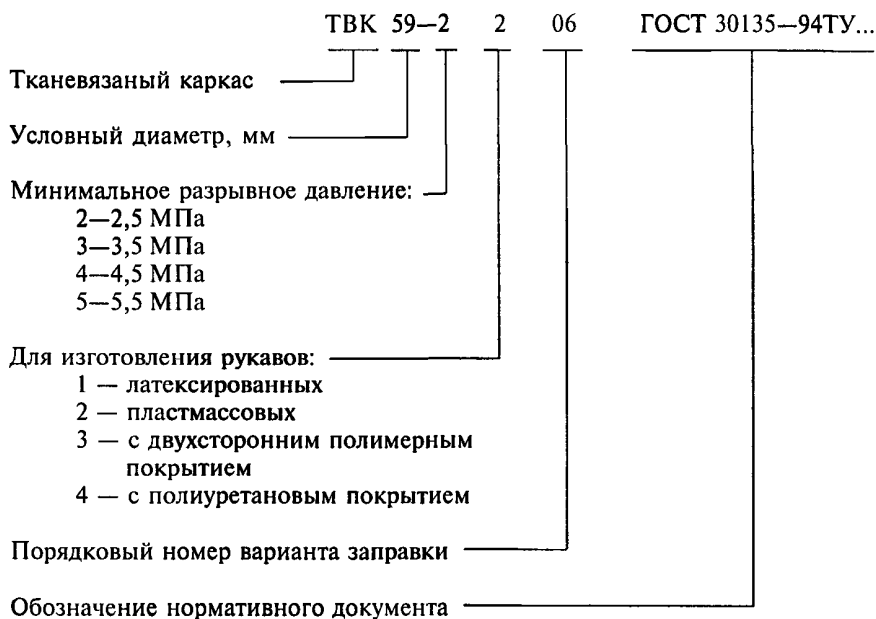 ТВК 59—2 2 06 ГОСТ 30135—94ТУ...
Тканевязаный каркас
Условный диаметр, мм
Минимальное разрывное давление:
2—2,5 МПа
3—3,5 МПа
4—4,5 МПа
5—5,5 МПа
Для изготовления рукавов:
1 — латексированных
2 — пластмассовых
3 — с двухсторонним полимерным
покрытием
4 — с полиуретановым покрытием
Порядковый номер варианта заправки
Обозначение нормативного документа